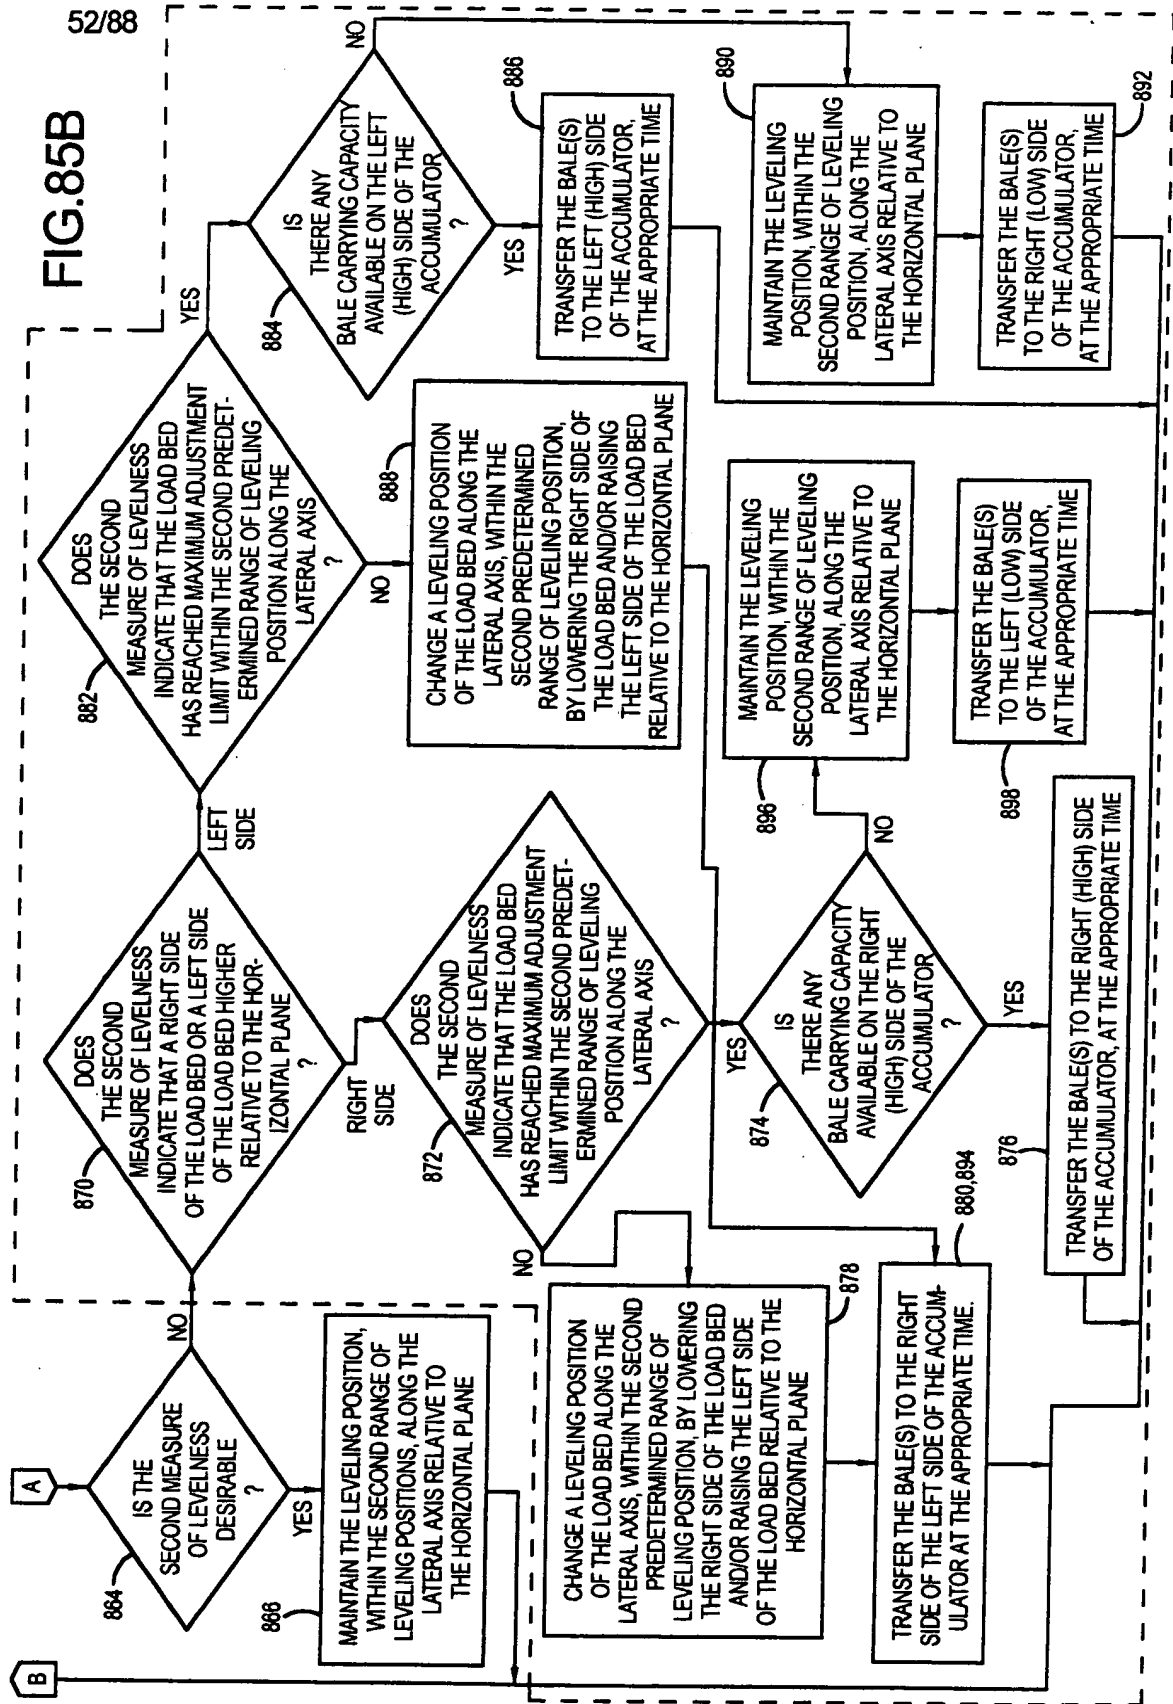 52/88
FIG.85B
A
B
IS THE
SECOND MEASURE
OF LEVELNESS
DESIRABLE
?
864
NO
YES
MAINTAIN THE LEVELING POSITION,
WITHIN THE SECOND RANGE OF
LEVELING POSITIONS, ALONG THE
LATERAL AXIS RELATIVE TO
THE HORIZONTAL PLANE
866
DOES
THE SECOND
MEASURE OF LEVELNESS
INDICATE THAT A RIGHT SIDE
OF THE LOAD BED OR A LEFT SIDE
OF THE LOAD BED HIGHER
RELATIVE TO THE HOR-
IZONTAL PLANE
?
870
LEFT
SIDE
RIGHT
SIDE
DOES
THE SECOND
MEASURE OF LEVELNESS
INDICATE THAT THE LOAD BED
HAS REACHED MAXIMUM ADJUSTMENT
LIMIT WITHIN THE SECOND PREDET-
ERMINED RANGE OF LEVELING
POSITION ALONG THE
LATERAL AXIS
?
882
YES
NO
IS
THERE ANY
BALE CARRYING CAPACITY
AVAILABLE ON THE LEFT
(HIGH) SIDE OF THE
ACCUMULATOR
?
884
NO
YES
TRANSFER THE BALE(S)
TO THE LEFT (HIGH) SIDE
OF THE ACCUMULATOR,
AT THE APPROPRIATE TIME
886
CHANGE A LEVELING POSITION
OF THE LOAD BED ALONG THE
LATERAL AXIS, WITHIN THE
SECOND PREDETERMINED
RANGE OF LEVELING POSITION,
BY LOWERING THE RIGHT SIDE OF
THE LOAD BED AND/OR RAISING
THE LEFT SIDE OF THE LOAD BED
RELATIVE TO THE HORIZONTAL PLANE
888
MAINTAIN THE LEVELING
POSITION, WITHIN THE
SECOND RANGE OF LEVELING
POSITION, ALONG THE
LATERAL AXIS RELATIVE TO
THE HORIZONTAL PLANE
890
TRANSFER THE BALE(S)
TO THE RIGHT (LOW) SIDE
OF THE ACCUMULATOR,
AT THE APPROPRIATE TIME
892
DOES
THE SECOND
MEASURE OF LEVELNESS
INDICATE THAT THE LOAD BED
HAS REACHED MAXIMUM ADJUSTMENT
LIMIT WITHIN THE SECOND PREDET-
ERMINED RANGE OF LEVELING
POSITION ALONG THE
LATERAL AXIS
?
872
NO
YES
IS
THERE ANY
BALE CARRYING CAPACITY
AVAILABLE ON THE RIGHT
(HIGH) SIDE OF THE
ACCUMULATOR
?
874
NO
YES
MAINTAIN THE LEVELING
POSITION, WITHIN THE
SECOND RANGE OF LEVELING
POSITION, ALONG THE
LATERAL AXIS RELATIVE TO
THE HORIZONTAL PLANE
896
TRANSFER THE BALE(S)
TO THE LEFT (LOW) SIDE
OF THE ACCUMULATOR,
AT THE APPROPRIATE TIME
898
CHANGE A LEVELING POSITION
OF THE LOAD BED ALONG THE
LATERAL AXIS, WITHIN THE SECOND
PREDETERMINED RANGE OF
LEVELING POSITION, BY LOWERING
THE RIGHT SIDE OF THE LOAD BED
AND/OR RAISING THE LEFT SIDE
OF THE LOAD BED RELATIVE TO THE
HORIZONTAL PLANE
878
TRANSFER THE BALE(S) TO THE RIGHT
SIDE OF THE LEFT SIDE OF THE ACCUM-
ULATOR AT THE APPROPRIATE TIME.
880,894
TRANSFER THE BALE(S) TO THE RIGHT (HIGH) SIDE
OF THE ACCUMULATOR, AT THE APPROPRIATE TIME
876